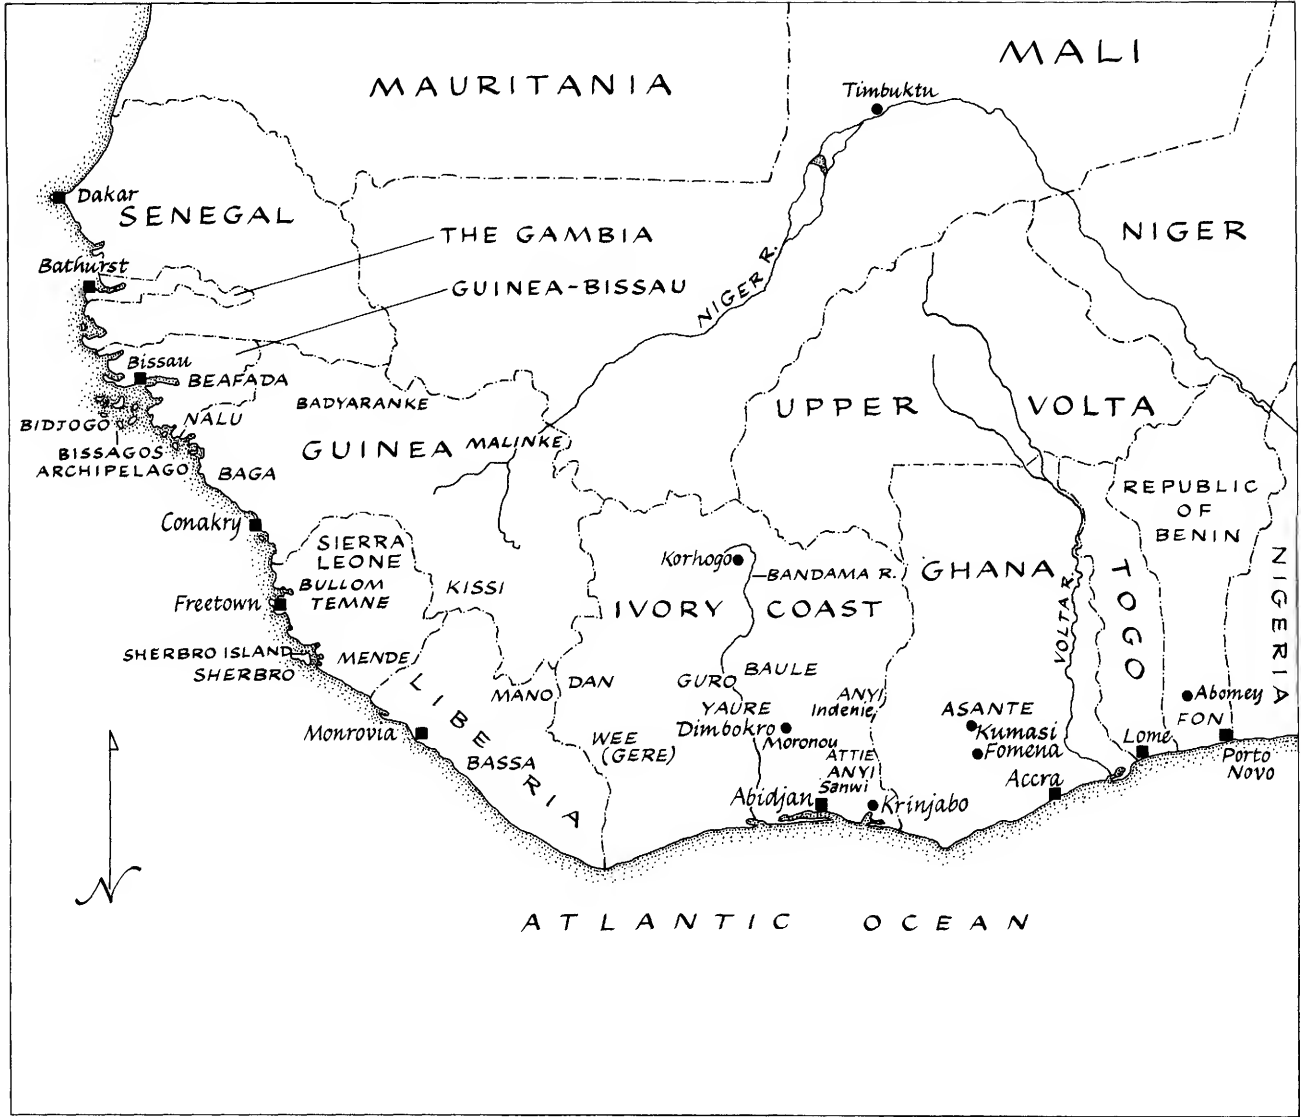 MALI
MAURITANIA
Timbuktu
Dakar
SENEGAL
THE GAMBIA
NIGER
Bathurst
NIGER R.
GUINEA-BISSAU
Bissau
BEAFADA
BADYARANKE
UPPER VOLTA
NALU
BIDJOGO
BISSAGOS
ARCHIPELAGO
GUINEA
MALINKE
BAGA
REPUBLIC
OF
BENIN
Conakry
SIERRA
LEONE
Korhogo
BANDAMA R.
GHANA
TOGO
NIGERIA
BULLOM
TEMNE
KISSI
Freetown
IVORY COAST
VOLTA R.
SHERBRO ISLAND
SHERBRO
MENDE
LIBERIA
MANO
DAN
GURO
BAULE
ANYI
Indenie
YAURE
Dimbokro
Moronou
ASANTE
Kumasi
Fomena
Abomey
FON
Monrovia
BASSA
WEE
(GERE)
ATTIE
ANYI
Sanwi
Lome
Porto
Novo
Accra
Abidjan
Krinjabo
N
ATLANTIC OCEAN